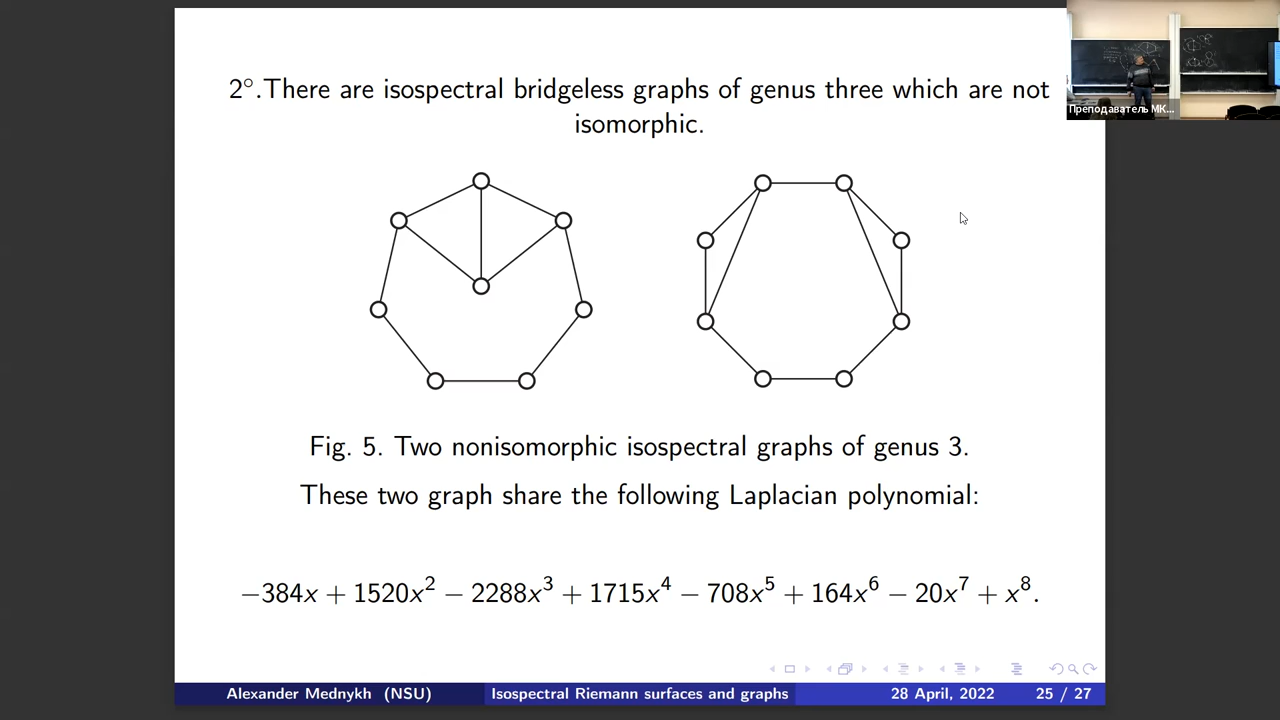 2°.There are isospectral bridgeless graphs of genus three which are not
isomorphic.
Преподаватель МК...
Fig. 5. Two nonisomorphic isospectral graphs of genus 3.
These two graph share the following Laplacian polynomial:
−384x + 1520x² − 2288x³ + 1715x⁴ − 708x⁵ + 164x⁶ − 20x⁷ + x⁸.
Alexander Mednykh (NSU) Isospectral Riemann surfaces and graphs 28 April, 2022 25 / 27